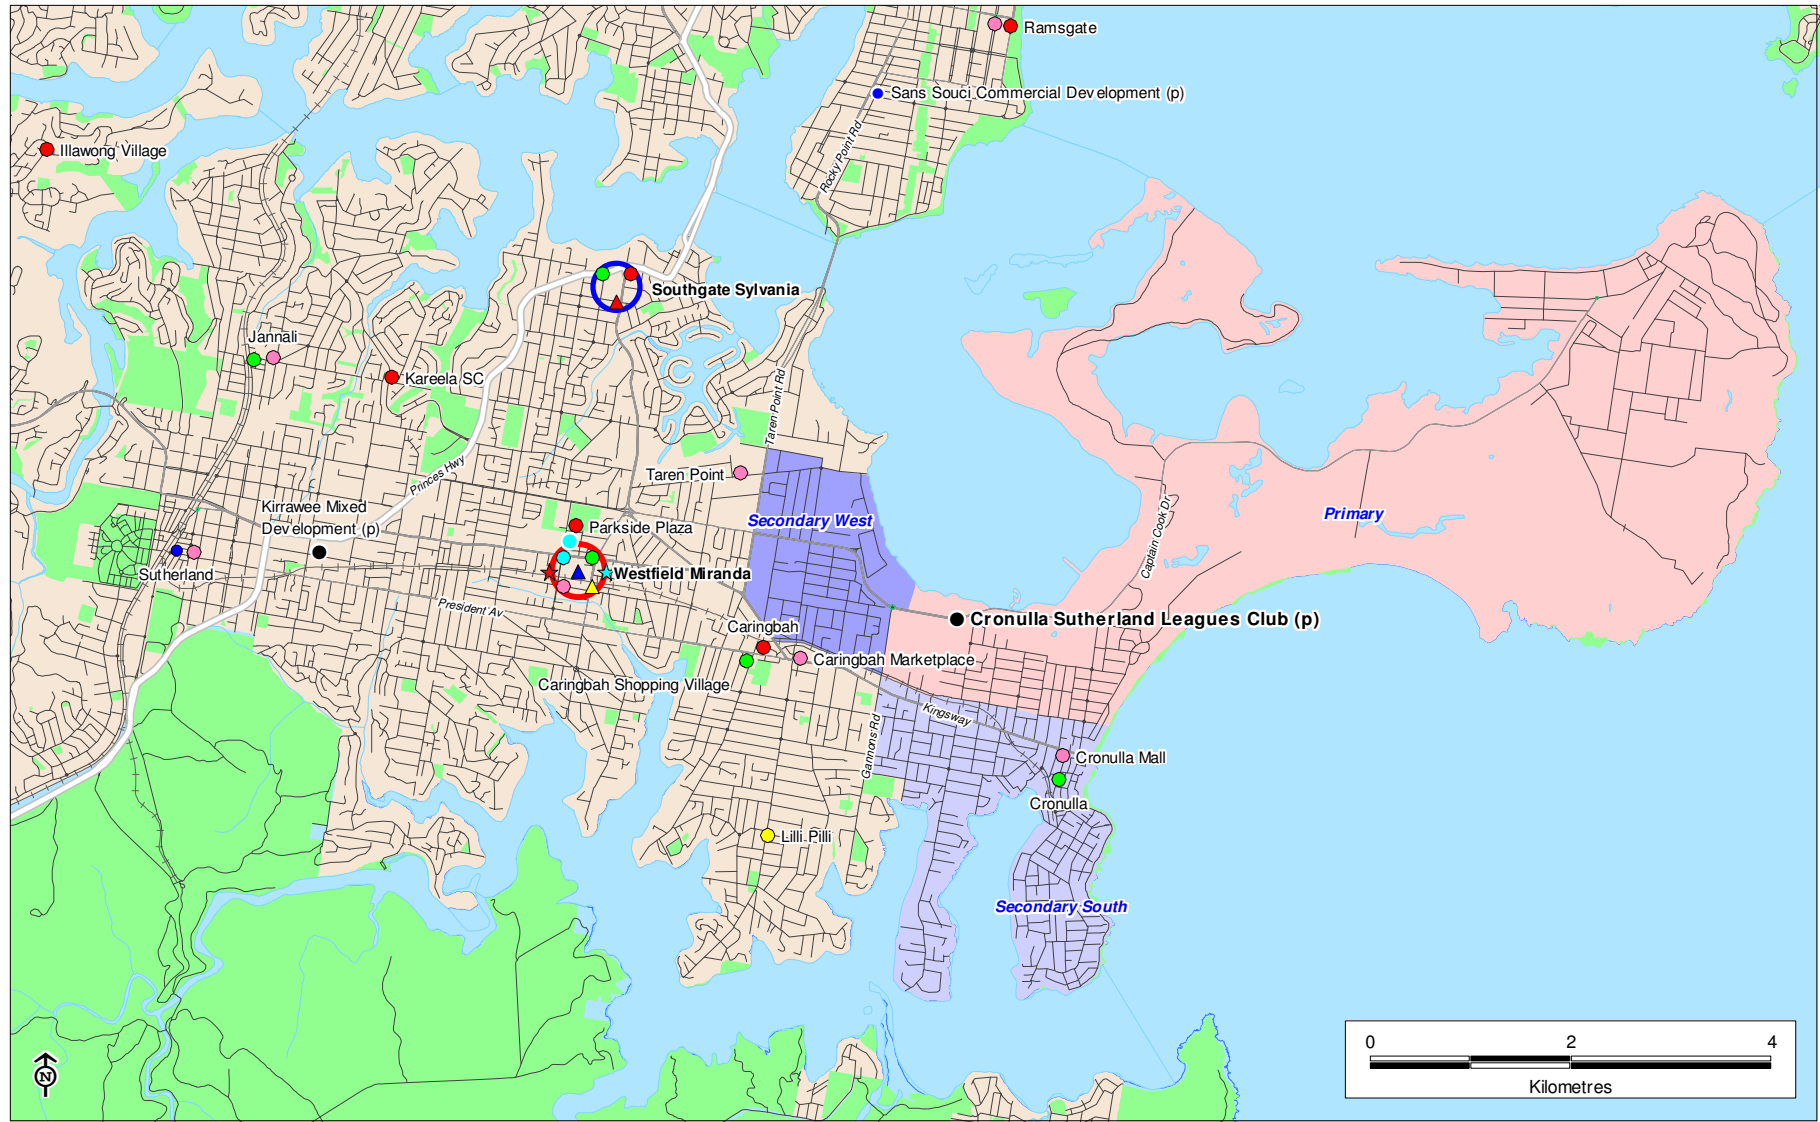 Ramsgate
Sans Souci Commercial Development (p)
Illawong Village
Rocky Point Rd
Southgate Sylvania
Jannali
Kareela SC
Taren Point Rd
Princes Hwy
Taren Point
Kirrawee Mixed
Development (p)
Parkside Plaza
Secondary West
Primary
Captain Cook Dr
Sutherland
Westfield Miranda
President Av
Cronulla Sutherland Leagues Club (p)
Caringbah
Caringbah Marketplace
Caringbah Shopping Village
Kingsway
Gannons Rd
Cronulla Mall
Cronulla
Lilli Pilli
Secondary South
N
0 2 4
Kilometres